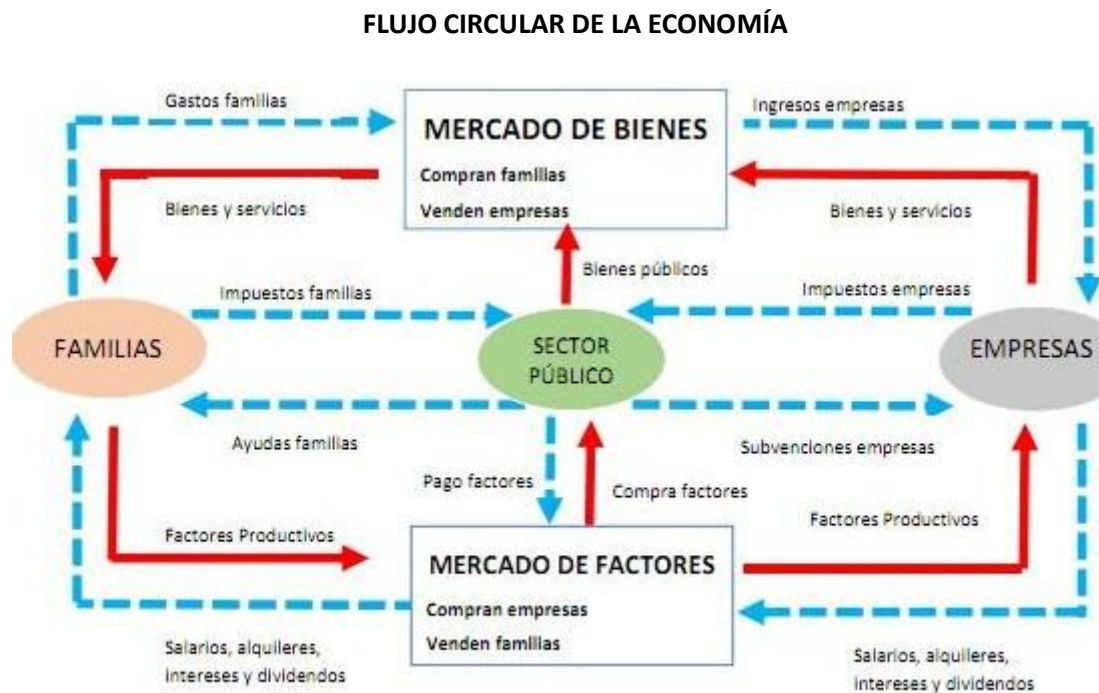 FLUJO CIRCULAR DE LA ECONOMÍA
Gastos familias
Ingresos empresas
MERCADO DE BIENES
Compran familias
Venden empresas
Bienes y servicios
Bienes y servicios
Bienes públicos
Impuestos familias
Impuestos empresas
FAMILIAS
SECTOR
PÚBLICO
EMPRESAS
Ayudas familias
Subvenciones empresas
Pago factores
Compra factores
Factores Productivos
Factores Productivos
MERCADO DE FACTORES
Compran empresas
Venden familias
Salarios, alquileres,
intereses y dividendos
Salarios, alquileres,
intereses y dividendos